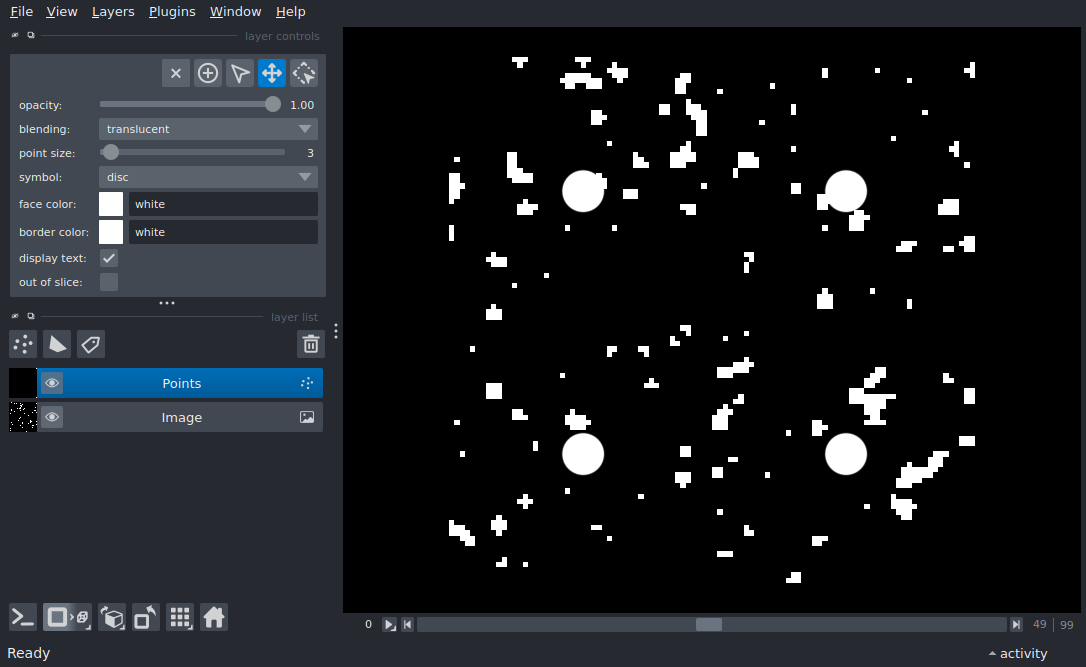 File View Layers Plugins Window Help
layer controls
opacity: 1.00
blending: translucent
point size: 3
symbol: disc
face color: white
border color: white
display text:
out of slice:
layer list
Points
Image
0 49 99
Ready activity